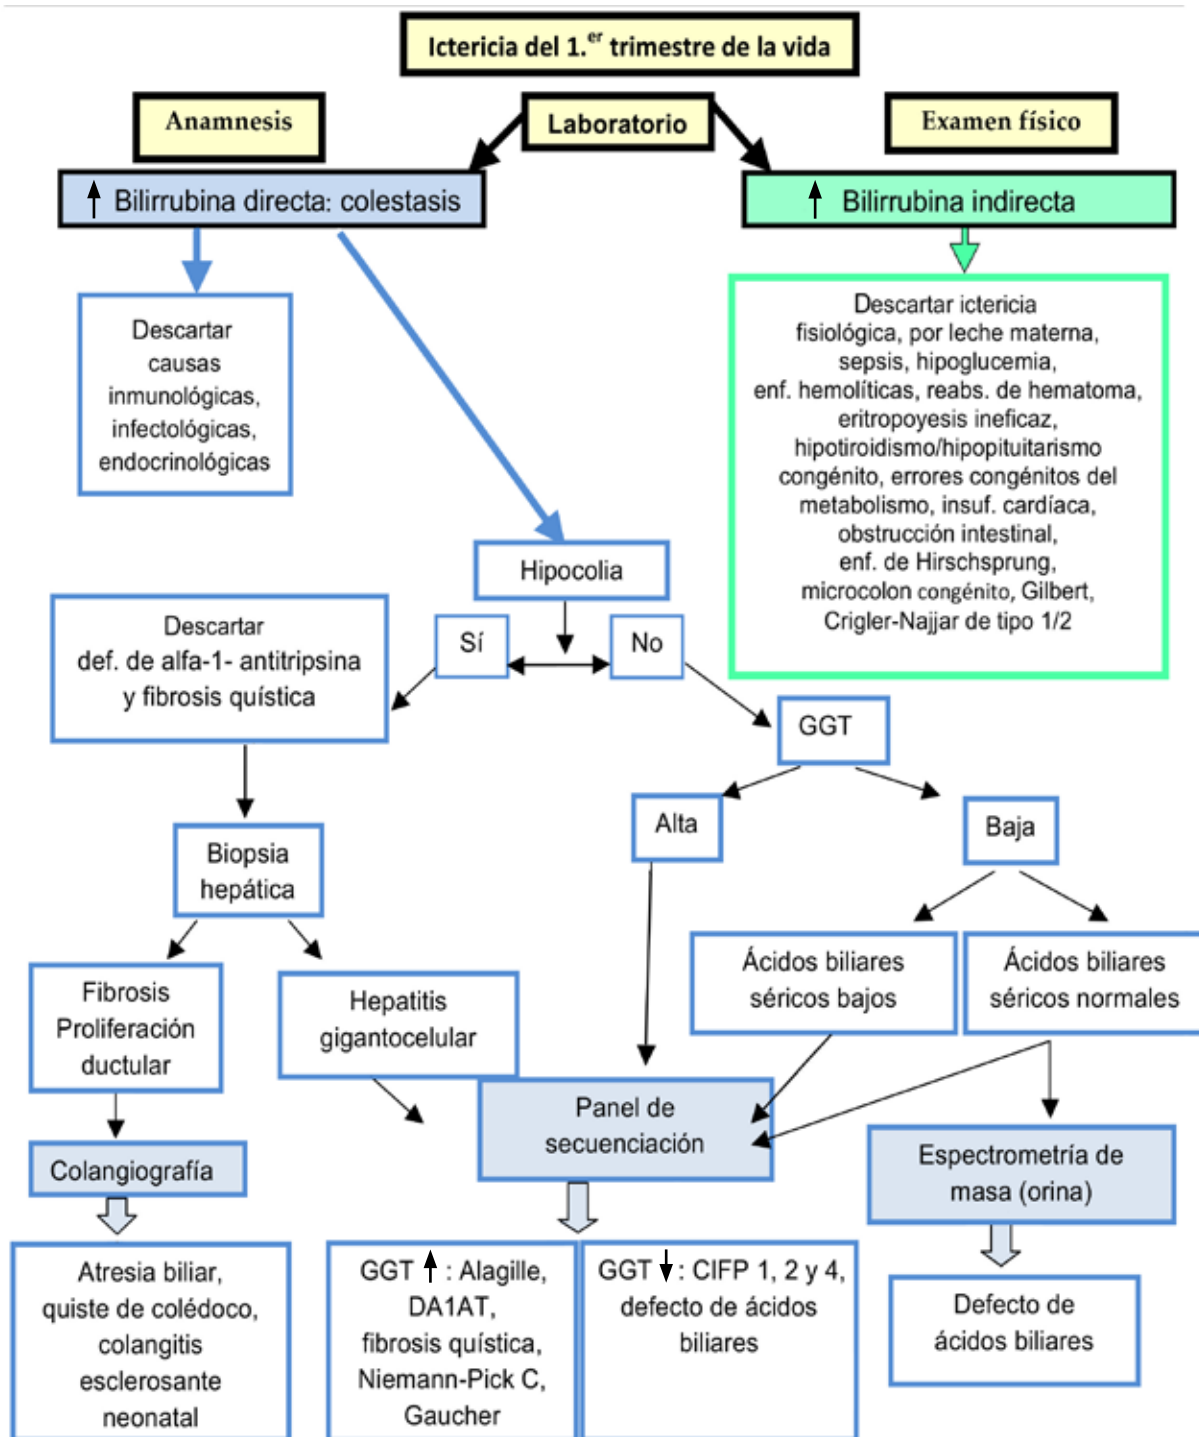 Ictericia del 1.er trimestre de la vida
Anamnesis
Laboratorio
Examen físico
Bilirrubina directa: colestasis
Bilirrubina indirecta
Descartar
causas
inmunológicas,
infectológicas,
endocrinológicas
Descartar ictericia
fisiológica, por leche materna,
sepsis, hipoglucemia,
enf. hemolíticas, reabs. de hematoma,
eritropoyesis ineficaz,
hipotiroidismo/hipopituitarismo
congénito, errores congénitos del
metabolismo, insuf. cardíaca,
obstrucción intestinal,
enf. de Hirschsprung,
microcolon congénito, Gilbert,
Crigler-Najjar de tipo 1/2
Hipocolia
Sí
No
Descartar
def. de alfa-1- antitripsina
y fibrosis quística
GGT
Alta
Baja
Biopsia
hepática
Ácidos biliares
séricos bajos
Ácidos biliares
séricos normales
Fibrosis
Proliferación
ductular
Hepatitis
gigantocelular
Panel de
secuenciación
Colangiografía
Espectrometría de
masa (orina)
Atresia biliar,
quiste de colédoco,
colangitis
esclerosante
neonatal
GGT ↑ : Alagille,
DA1AT,
fibrosis quística,
Niemann-Pick C,
Gaucher
GGT ↓ : CIFP 1, 2 y 4,
defecto de ácidos
biliares
Defecto de
ácidos biliares